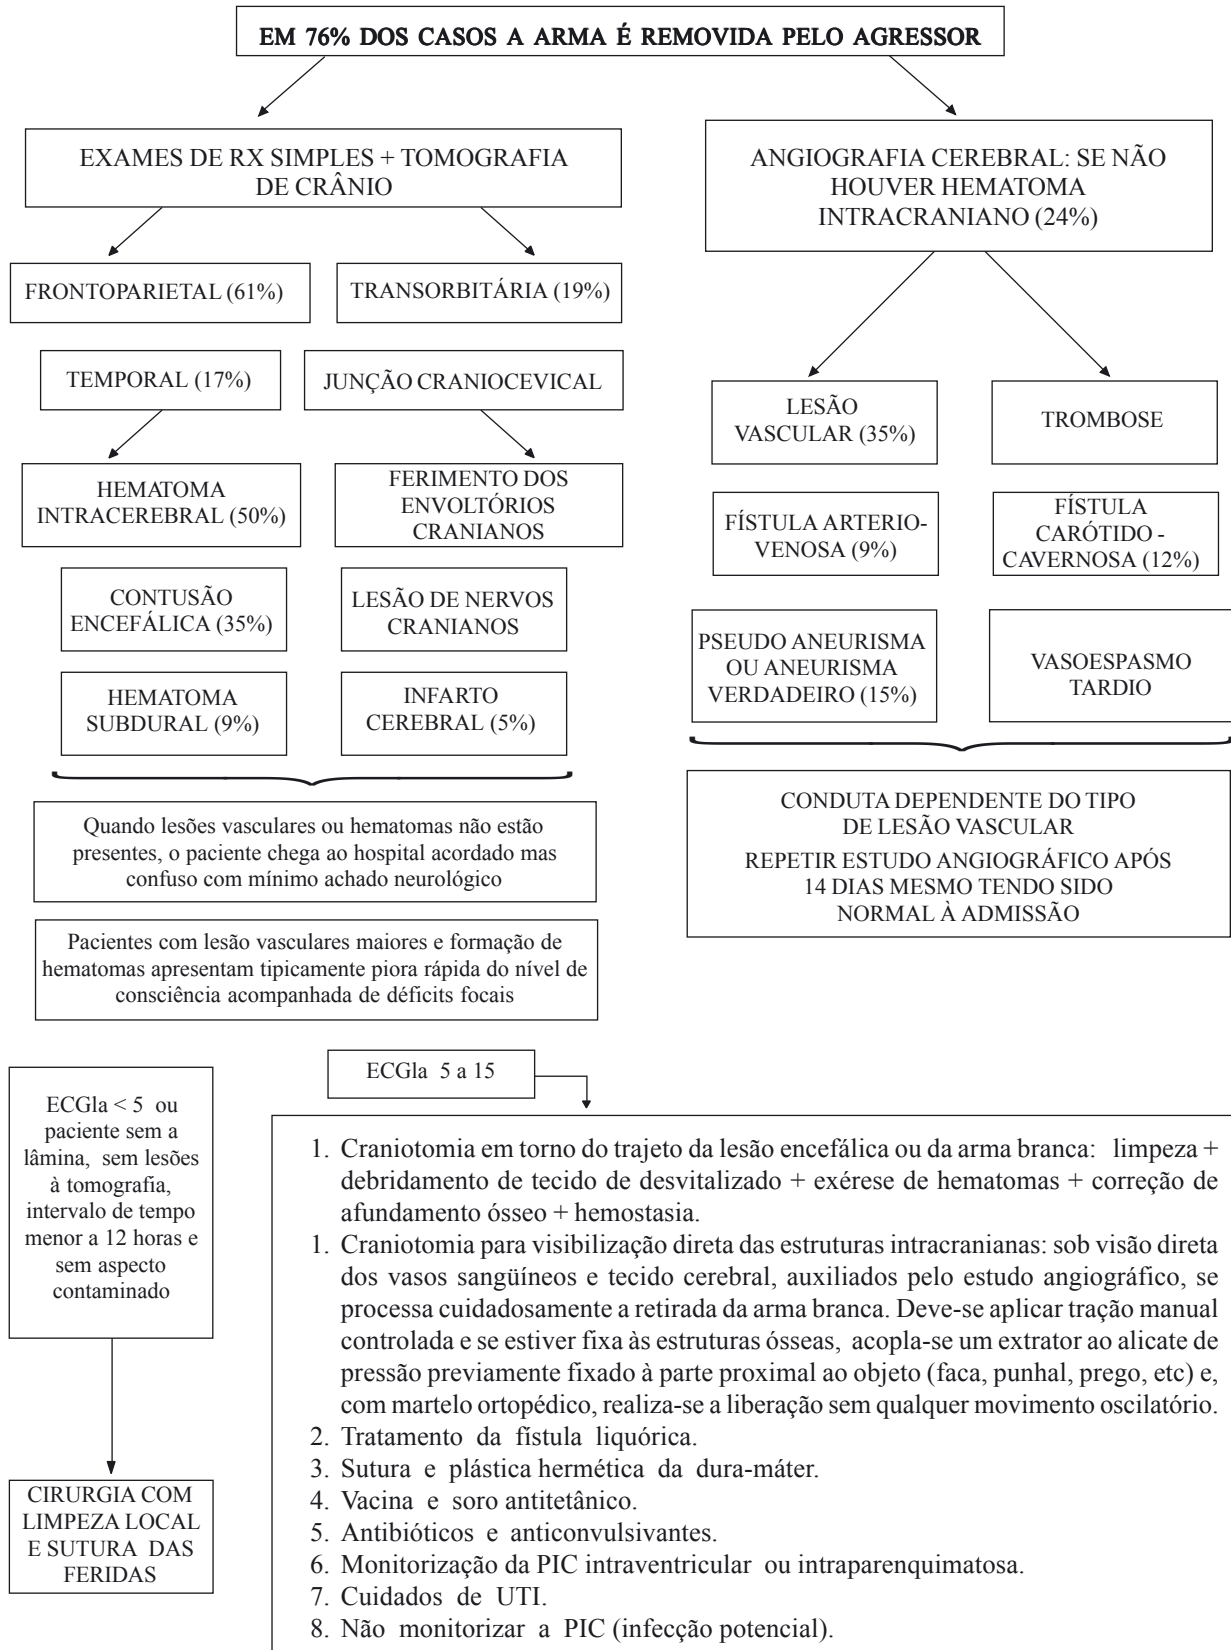 EM 76% DOS CASOS A ARMA É REMOVIDA PELO AGRESSOR
EXAMES DE RX SIMPLES + TOMOGRAFIA
DE CRÂNIO
ANGIOGRAFIA CEREBRAL: SE NÃO
HOUVER HEMATOMA
INTRACRANIANO (24%)
FRONTOPARIETAL (61%)
TRANSORBITÁRIA (19%)
TEMPORAL (17%)
JUNÇÃO CRANIOCEVICAL
HEMATOMA
INTRACEREBRAL (50%)
FERIMENTO DOS
ENVOLTÓRIOS
CRANIANOS
CONTUSÃO
ENCEFÁLICA (35%)
LESÃO DE NERVOS
CRANIANOS
HEMATOMA
SUBDURAL (9%)
INFARTO
CEREBRAL (5%)
LESÃO
VASCULAR (35%)
TROMBOSE
FÍSTULA ARTERIO-
VENOSA (9%)
FÍSTULA
CARÓTIDO -
CAVERNOSA (12%)
PSEUDO ANEURISMA
OU ANEURISMA
VERDADEIRO (15%)
VASOESPASMO
TARDIO
Quando lesões vasculares ou hematomas não estão
presentes, o paciente chega ao hospital acordado mas
confuso com mínimo achado neurológico
Pacientes com lesão vasculares maiores e formação de
hematomas apresentam tipicamente piora rápida do nível de
consciência acompanhada de déficits focais
CONDUTA DEPENDENTE DO TIPO
DE LESÃO VASCULAR
REPETIR ESTUDO ANGIOGRÁFICO APÓS
14 DIAS MESMO TENDO SIDO
NORMAL À ADMISSÃO
ECGla < 5 ou
paciente sem a
lâmina, sem lesões
à tomografia,
intervalo de tempo
menor a 12 horas e
sem aspecto
contaminado
CIRURGIA COM
LIMPEZA LOCAL
E SUTURA DAS
FERIDAS
ECGla 5 a 15
1. Craniotomia em torno do trajeto da lesão encefálica ou da arma branca: limpeza +
debridamento de tecido de desvitalizado + exérese de hematomas + correção de
afundamento ósseo + hemostasia.
1. Craniotomia para visibilização direta das estruturas intracranianas: sob visão direta
dos vasos sangüíneos e tecido cerebral, auxiliados pelo estudo angiográfico, se
processa cuidadosamente a retirada da arma branca. Deve-se aplicar tração manual
controlada e se estiver fixa às estruturas ósseas, acopla-se um extrator ao alicate de
pressão previamente fixado à parte proximal ao objeto (faca, punhal, prego, etc) e,
com martelo ortopédico, realiza-se a liberação sem qualquer movimento oscilatório.
2. Tratamento da fístula liquórica.
3. Sutura e plástica hermética da dura-máter.
4. Vacina e soro antitetânico.
5. Antibióticos e anticonvulsivantes.
6. Monitorização da PIC intraventricular ou intraparenquimatosa.
7. Cuidados de UTI.
8. Não monitorizar a PIC (infecção potencial).